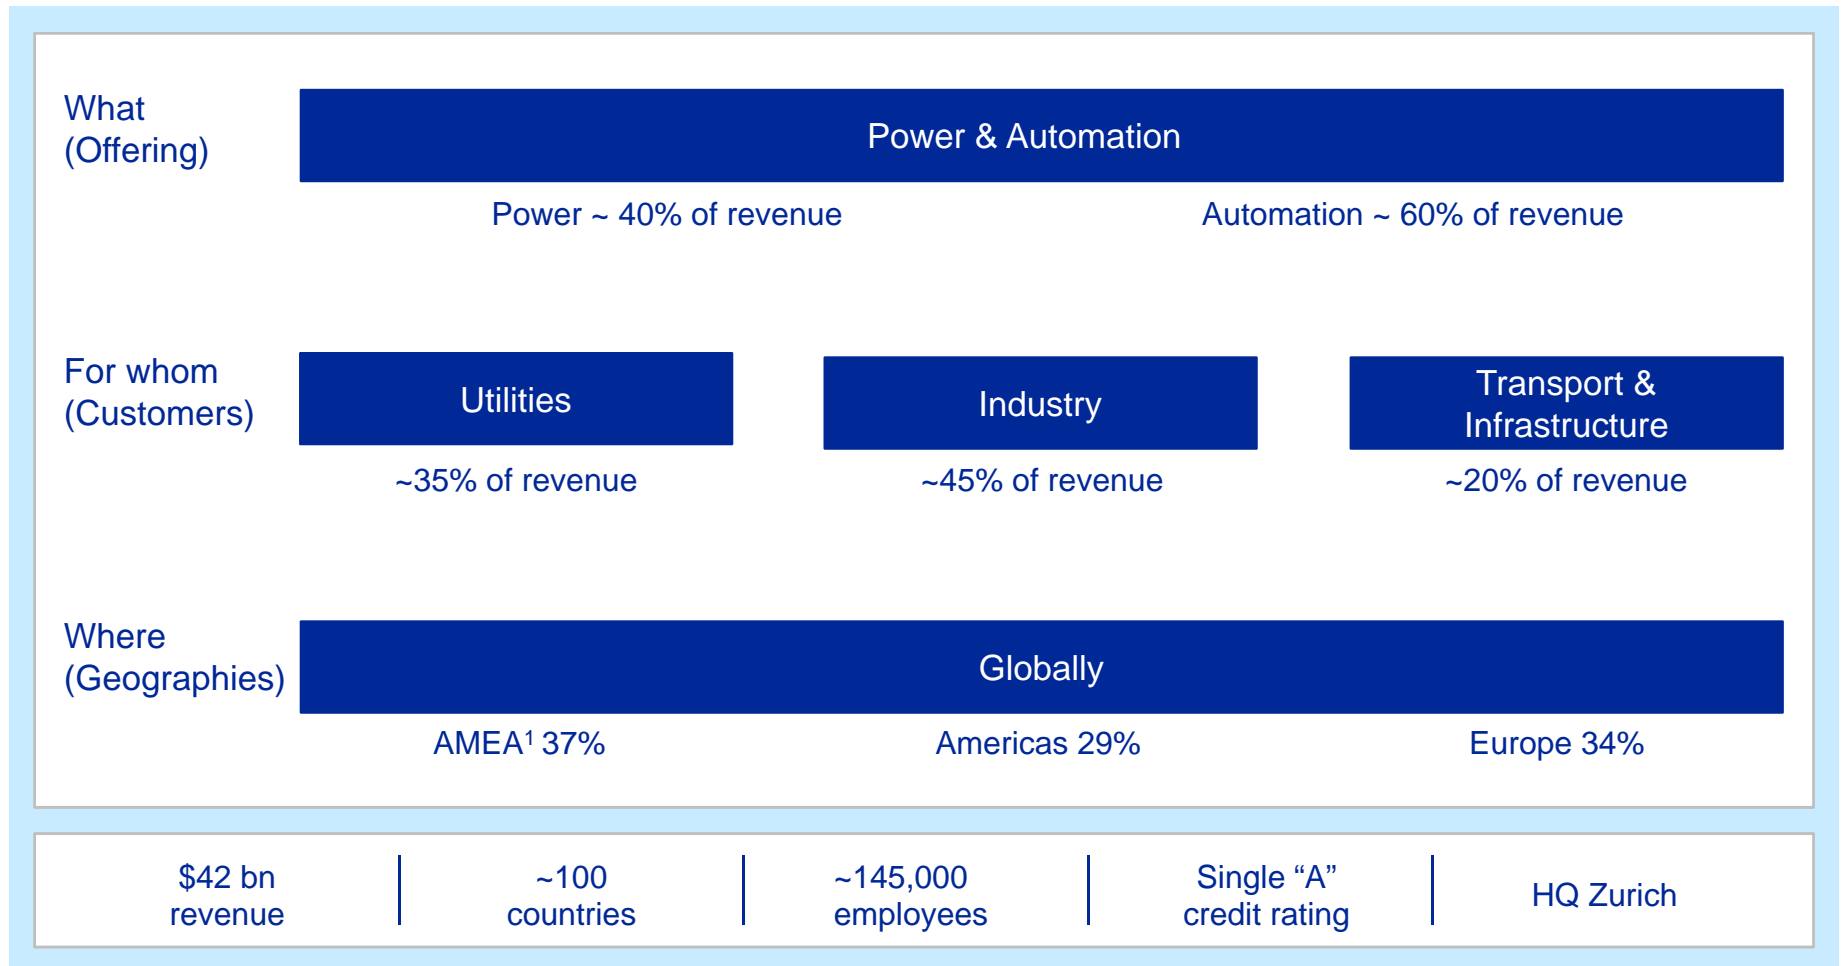 What
(Offering)
Power & Automation
Power ~ 40% of revenue
Automation ~ 60% of revenue
For whom
(Customers)
Utilities
Industry
Transport &
Infrastructure
~35% of revenue
~45% of revenue
~20% of revenue
Where
(Geographies)
Globally
AMEA¹ 37%
Americas 29%
Europe 34%
$42 bn
revenue
~100
countries
~145,000
employees
Single “A”
credit rating
HQ Zurich